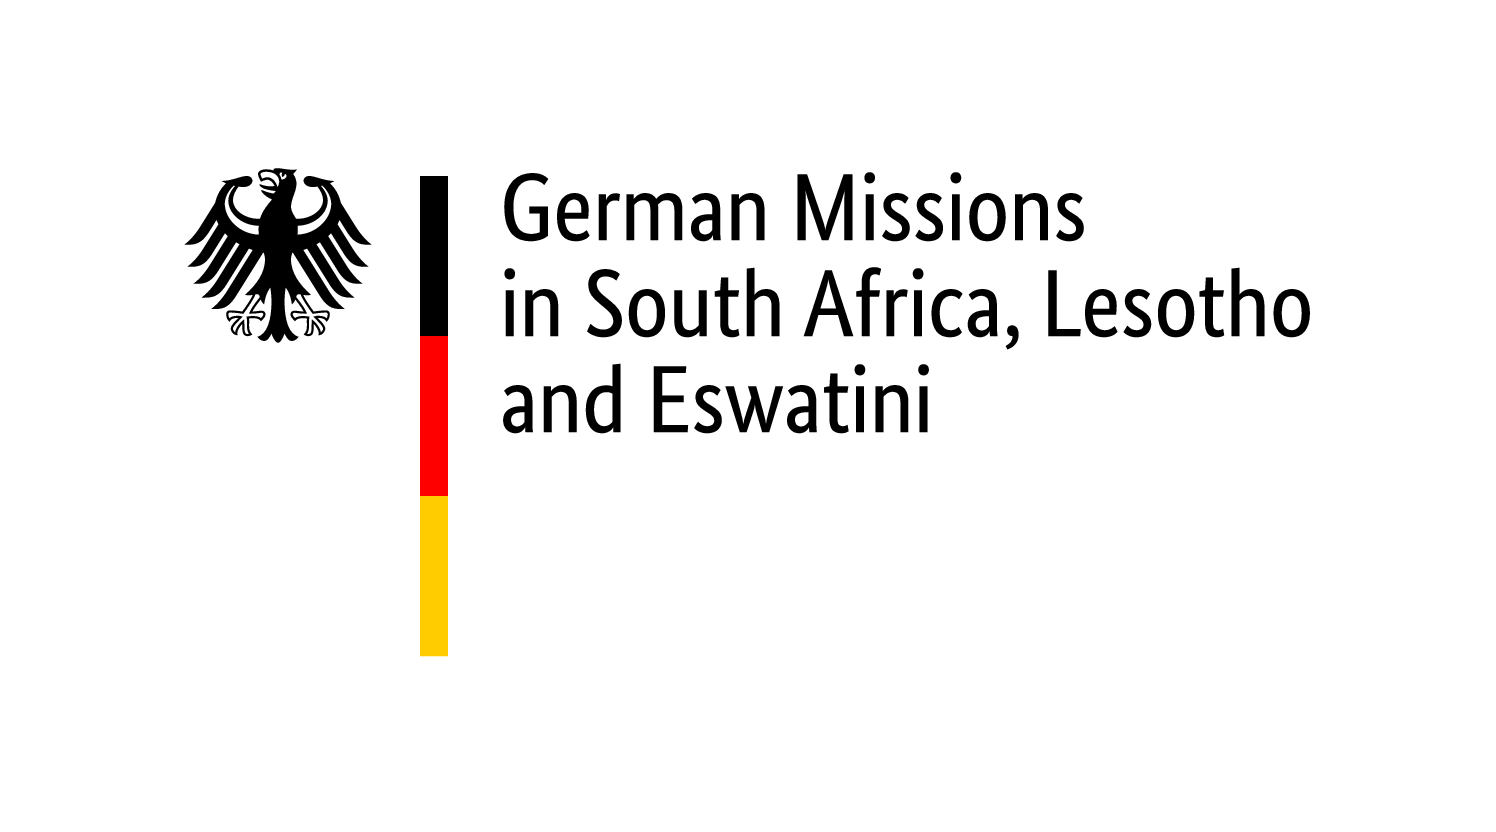 German Missions
in South Africa, Lesotho
and Eswatini